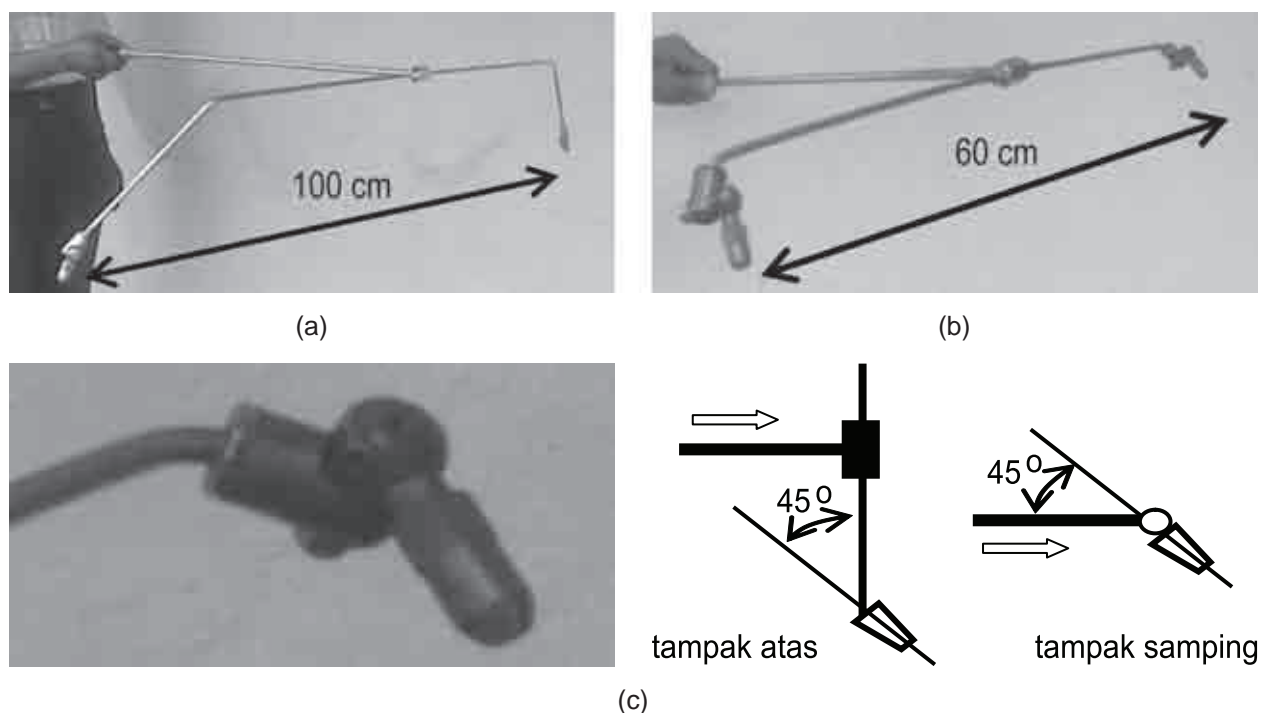 100 cm
60 cm
(a)
(b)
45º
45º
tampak atas
tampak samping
(c)